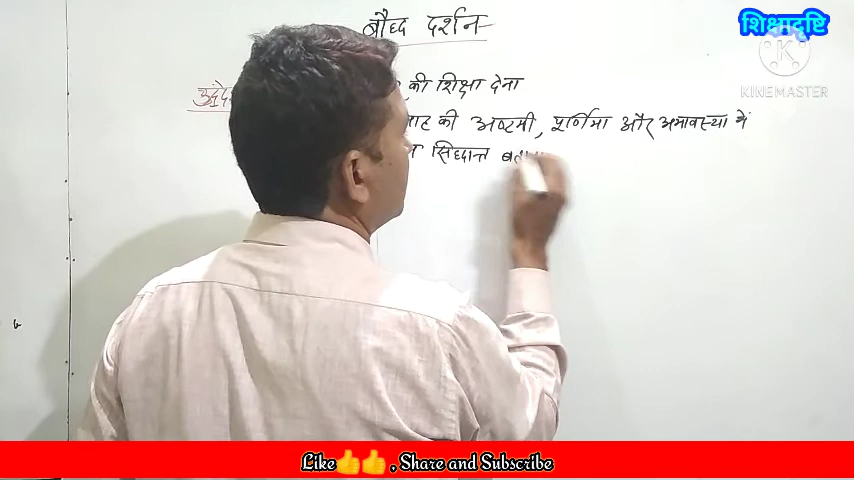 बौद्ध दर्शन
शिक्षादृष्टि
KINEMASTER
की शिक्षा देना
की अष्टमी, पूर्णिमा और अमावस्या में
सिद्धान्त
Like👍👍 , Share and Subscribe